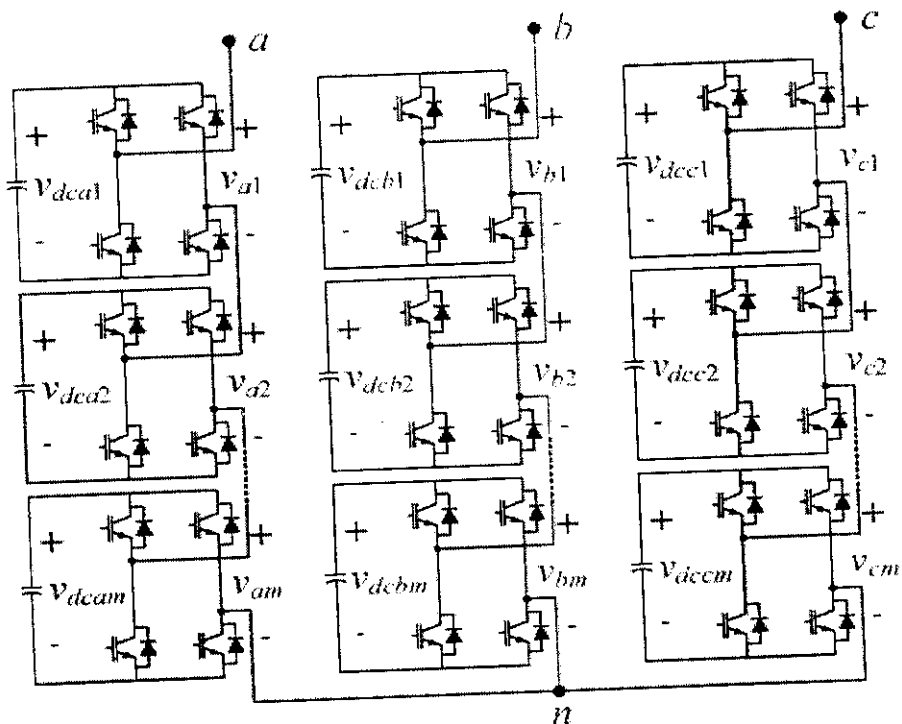 a b c
+ + + + + +
v_dca1 v_a1 v_dcb1 v_b1 v_dcc1 v_c1
- - - - - -
+ + + + + +
v_dca2 v_a2 v_dcb2 v_b2 v_dcc2 v_c2
- - - - - -
+ + + + + +
v_dcam v_am v_dcbm v_bm v_dccm v_cm
- - - - - -
n